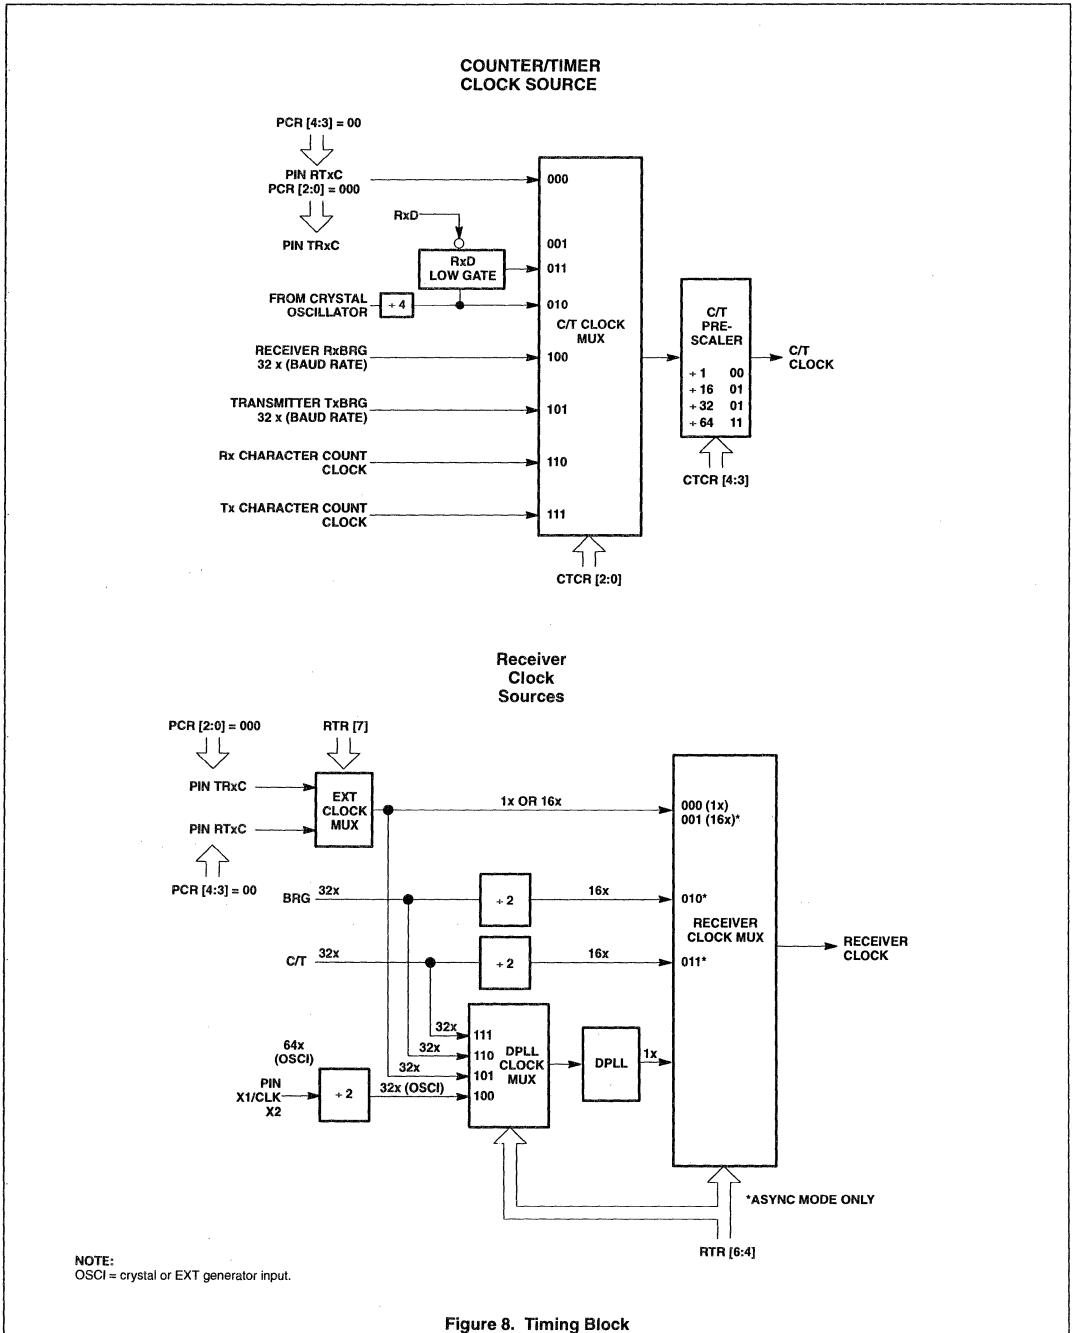 COUNTER/TIMER
CLOCK SOURCE
PCR [4:3] = 00
PIN RTxC
PCR [2:0] = 000
PIN TRxC
RxD
RxD
LOW GATE
FROM CRYSTAL
OSCILLATOR
÷ 4
RECEIVER RxBRG
32 x (BAUD RATE)
TRANSMITTER TxBRG
32 x (BAUD RATE)
Rx CHARACTER COUNT
CLOCK
Tx CHARACTER COUNT
CLOCK
000
001
011
010
C/T CLOCK
MUX
100
101
110
111
CTCR [2:0]
C/T
PRE-
SCALER
÷ 1 00
÷ 16 01
÷ 32 01
÷ 64 11
CTCR [4:3]
C/T
CLOCK
Receiver
Clock
Sources
PCR [2:0] = 000
RTR [7]
PIN TRxC
PIN RTxC
PCR [4:3] = 00
EXT
CLOCK
MUX
1x OR 16x
000 (1x)
001 (16x)*
BRG
32x
÷ 2
16x
010*
RECEIVER
CLOCK MUX
RECEIVER
CLOCK
C/T
32x
÷ 2
16x
011*
32x
111
32x
110
32x
101
32x (OSCI)
100
DPLL
CLOCK
MUX
DPLL
1x
64x
(OSCI)
PIN
X1/CLK
X2
÷ 2
*ASYNC MODE ONLY
RTR [6:4]
NOTE:
OSCI = crystal or EXT generator input.
Figure 8. Timing Block